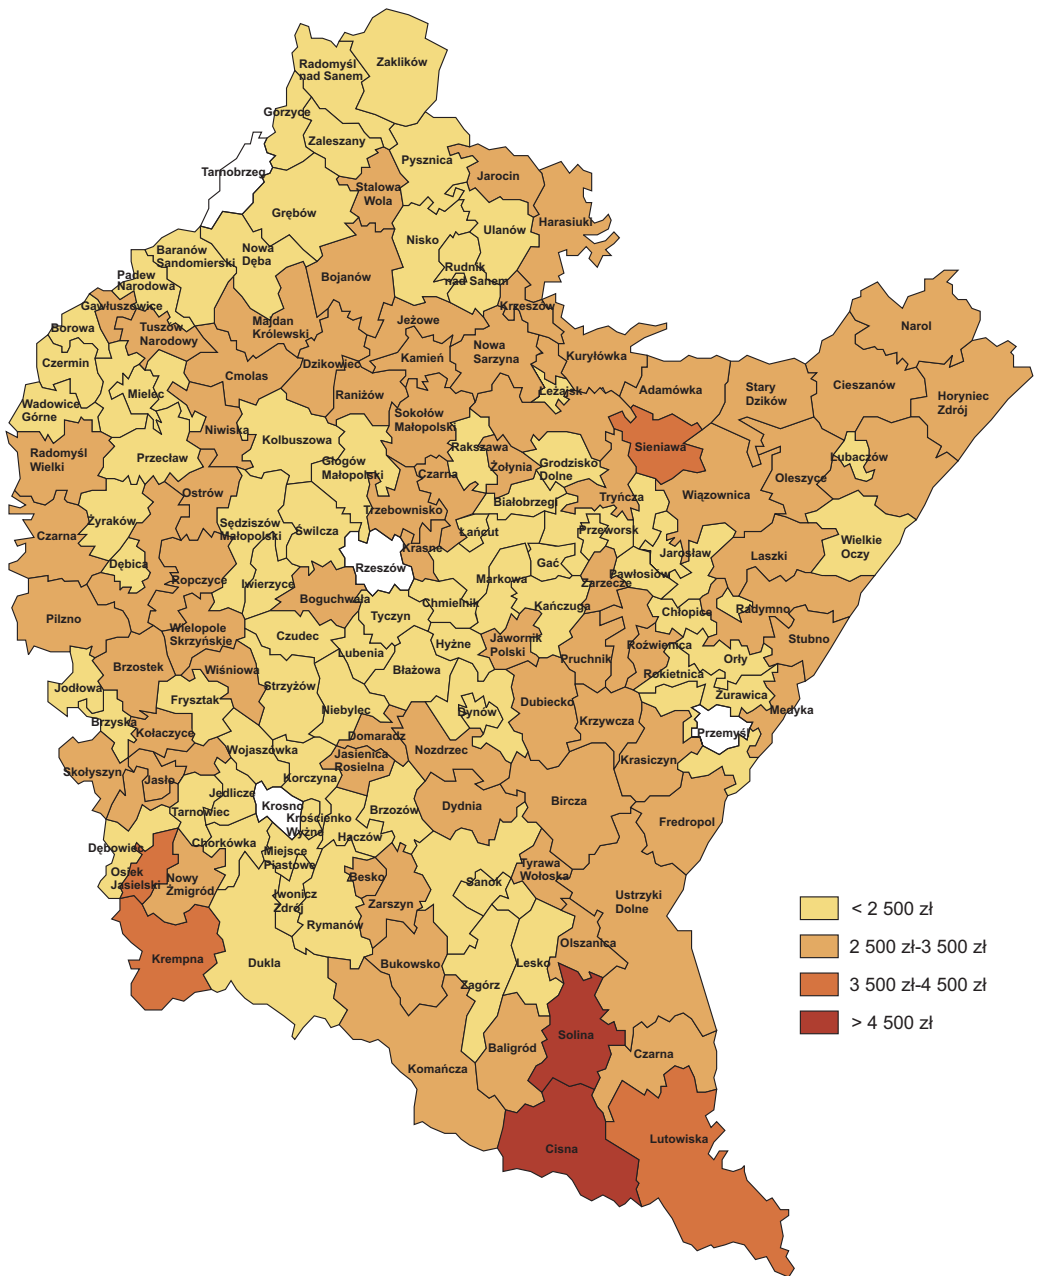 Radomyśl
nad Sanem
Zaklików
Gorzyce
Zaleszany
Pysznica
Tarnobrzeg
Stalowa
Wola
Jarocin
Grębów
Harasiuki
Nisko
Ulanów
Baranów
Sandomierski
Nowa
Dęba
Rudnik
nad Sanem
Padew
Narodowa
Bojanów
Gawłuszowice
Krzeszów
Borowa
Tuszów
Narodowy
Majdan
Królewski
Jeżowe
Narol
Czermin
Dzikowiec
Kamień
Nowa
Sarzyna
Kuryłówka
Cmolas
Mielec
Raniżów
Leżajsk
Adamówka
Stary
Dzików
Cieszanów
Horyniec
Zdrój
Wadowice
Górne
Sokołów
Małopolski
Niwiska
Kolbuszowa
Rakszawa
Sieniawa
Radomyśl
Wielki
Przecław
Głogów
Małopolski
Czarna
Żołynia
Grodzisko
Dolne
Lubaczów
Oleszyce
Ostrów
Trzebownisko
Białobrzegi
Tryńcza
Wiązownica
Żyraków
Sędziszów
Małopolski
Świlcza
Łańcut
Przeworsk
Czarna
Krasne
Wielkie
Oczy
Dębica
Rzeszów
Gać
Jarosław
Laszki
Ropczyce
Iwierzyce
Markowa
Zarzecze
Pawłosiów
Boguchwała
Chmielnik
Kańczuga
Chłopice
Radymno
Pilzno
Tyczyn
Wielopole
Skrzyńskie
Czudec
Hyżne
Jawornik
Polski
Roźwienica
Stubno
Lubenia
Pruchnik
Orły
Brzostek
Wiśniowa
Błażowa
Rokietnica
Jodłowa
Frysztak
Strzyżów
Żurawica
Dubiecko
Niebylec
Dynów
Medyka
Brzyska
Kołaczyce
Krzywcza
Przemyśl
Domaradz
Wojaszówka
Nozdrzec
Jasienica
Rosielna
Krasiczyn
Skołyszyn
Jasło
Korczyna
Jedlicze
Krosno
Brzozów
Dydnia
Bircza
Tarnowiec
Krościenko
Wyżne
Fredropol
Haczów
Dębowiec
Chorkówka
Miejsce
Piastowe
Tyrawa
Wołoska
Osiek
Jasielski
Nowy
Żmigród
Besko
Sanok
Iwonicz
Zdrój
Zarszyn
Ustrzyki
Dolne
Rymanów
Olszanica
Krempna
Dukla
Bukowsko
Lesko
Zagórz
Solina
Baligród
Czarna
Komańcza
Lutowiska
Cisna
< 2 500 zł
2 500 zł-3 500 zł
3 500 zł-4 500 zł
> 4 500 zł